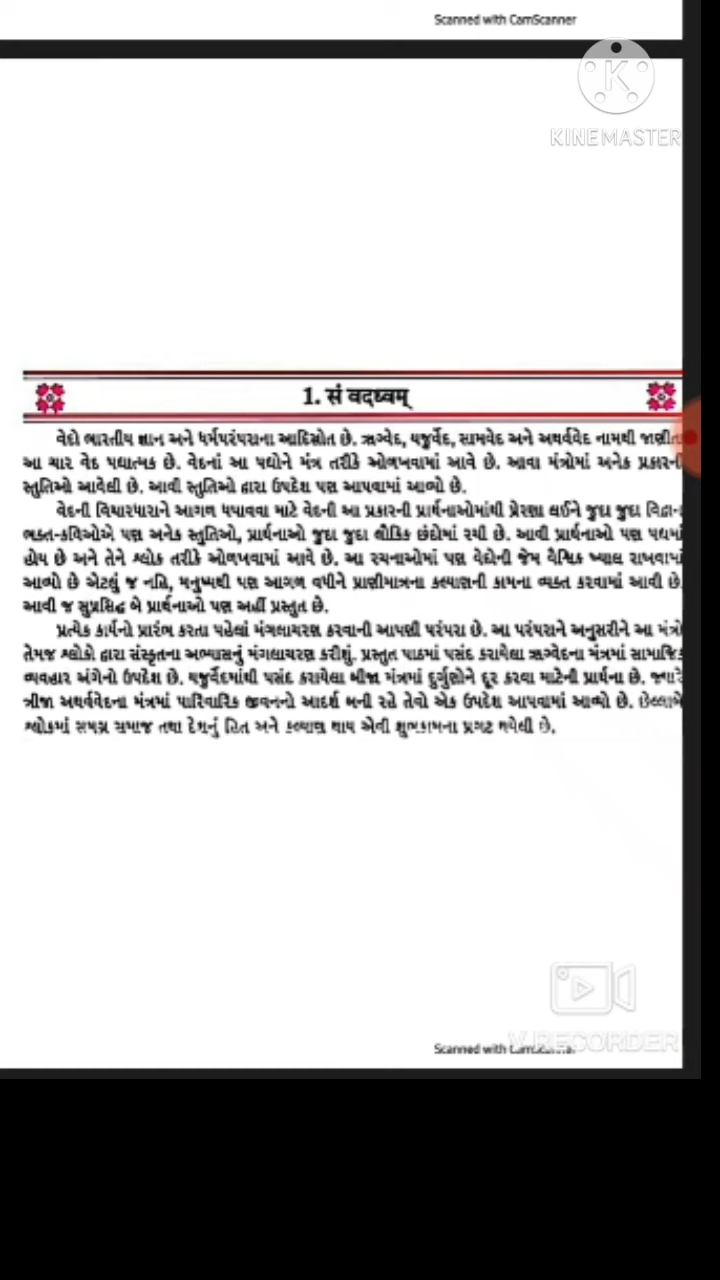 Scanned with CamScanner
KINEMASTER
1. सं वदध्वम्
વેદો ભારતીય જ્ઞાન અને ધર્મપરંપરાના આદિસ્રોત છે. ઋગ્વેદ, યજુર્વેદ, સામવેદ અને અથર્વવેદ નામથી જાણીતા
આ ચાર વેદ પદ્યાત્મક છે. વેદનાં આ પદ્યોને મંત્ર તરીકે ઓળખવામાં આવે છે. આવા મંત્રોમાં અનેક પ્રકારની
સ્તુતિઓ આવેલી છે. આવી સ્તુતિઓ દ્વારા ઉપદેશ પણ આપવામાં આવ્યો છે.
વેદની વિચારધારાને આગળ ધપાવવા માટે વેદની આ પ્રકારની પ્રાર્થનાઓમાંથી પ્રેરણા લઈને જુદા જુદા વિદ્વાન
ભક્ત-કવિઓએ પણ અનેક સ્તુતિઓ, પ્રાર્થનાઓ જુદા જુદા લૌકિક છંદોમાં રચી છે. આવી પ્રાર્થનાઓ પણ પદ્યમાં
હોય છે અને તેને શ્લોક તરીકે ઓળખવામાં આવે છે. આ રચનાઓમાં પણ વેદોની જેમ વૈશ્વિક ખ્યાલ રાખવામાં
આવ્યો છે એટલું જ નહિ, મનુષ્યથી પણ આગળ વધીને પ્રાણીમાત્રના કલ્યાણની કામના વ્યક્ત કરવામાં આવી છે.
આવી જ સુપ્રસિદ્ધ બે પ્રાર્થનાઓ પણ અહીં પ્રસ્તુત છે.
પ્રત્યેક કાર્યનો પ્રારંભ કરતા પહેલાં મંગલાચરણ કરવાની આપણી પરંપરા છે. આ પરંપરાને અનુસરીને આ મંત્રો
તેમજ શ્લોકો દ્વારા સંસ્કૃતના અભ્યાસનું મંગલાચરણ કરીશું. પ્રસ્તુત પાઠમાં પસંદ કરાયેલા ઋગ્વેદના મંત્રમાં સામાજિક
વ્યવહાર અંગેનો ઉપદેશ છે. યજુર્વેદમાંથી પસંદ કરાયેલા બીજા મંત્રમાં દુર્ગુણોને દૂર કરવા માટેની પ્રાર્થના છે. જ્યારે
ત્રીજા અથર્વવેદના મંત્રમાં પારિવારિક જીવનનો આદર્શ બની રહે તેવો એક ઉપદેશ આપવામાં આવ્યો છે. છેલ્લા બે
શ્લોકમાં સમગ્ર સમાજ તથા દેશનું હિત અને કલ્યાણ થાય એવી શુભકામના પ્રગટ થયેલી છે.
V RECORDER
Scanned with